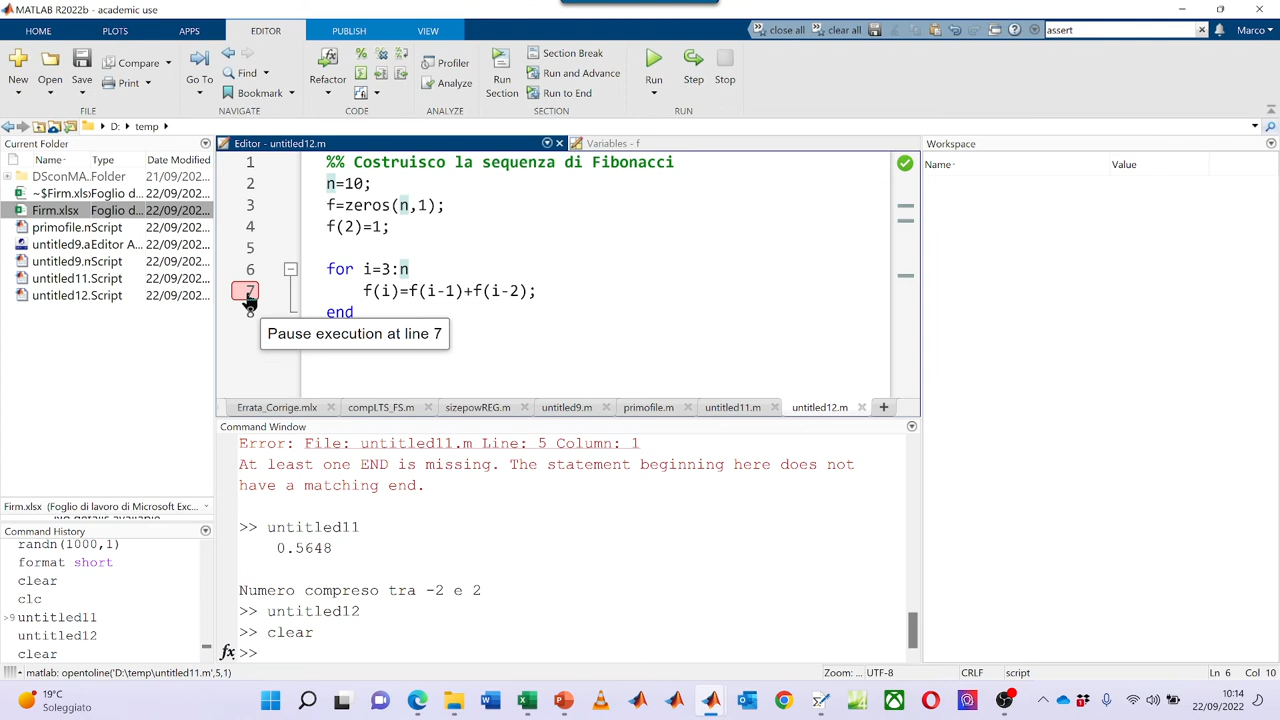 MATLAB R2022b - academic use
HOME
PLOTS
APPS
EDITOR
PUBLISH
VIEW
close all
clear all
assert
Marco
New
Open
Save
Compare
Print
Go To
Find
Bookmark
Refactor
Profiler
Analyze
Run Section
Section Break
Run and Advance
Run to End
Run
Step
Stop
FILE
NAVIGATE
CODE
ANALYZE
SECTION
RUN
D:
temp
Current Folder
Name
Type
Date Modified
DSconMA.Folder 21/09/202...
~$Firm.xlsx Foglio d... 22/09/202...
Firm.xlsx Foglio d... 22/09/202...
primofile.m Script 22/09/202...
untitled9.a Editor A... 22/09/202...
untitled9.m Script 22/09/202...
untitled11. Script 22/09/202...
untitled12. Script 22/09/202...
Firm.xlsx (Foglio di lavoro di Microsoft Exc...
Command History
randn(1000,1)
format short
clear
clc
9 untitled11
untitled12
clear
Editor - untitled12.m
Variables - f
1 %% Costruisco la sequenza di Fibonacci
2 n=10;
3 f=zeros(n,1);
4 f(2)=1;
5
6 for i=3:n
7 f(i)=f(i-1)+f(i-2);
8 end
Pause execution at line 7
Errata_Corrige.mlx
compLTS_FS.m
sizepowREG.m
untitled9.m
primofile.m
untitled11.m
untitled12.m
Command Window
Error: File: untitled11.m Line: 5 Column: 1
At least one END is missing. The statement beginning here does not
have a matching end.
>> untitled11
0.5648
Numero compreso tra -2 e 2
>> untitled12
>> clear
fx >>
Workspace
Name
Value
matlab: opentoline('D:\temp\untitled11.m',5,1)
Zoom: ...
UTF-8
CRLF
script
Ln 6 Col 10
19°C
Soleggiato
10:14
22/09/2022